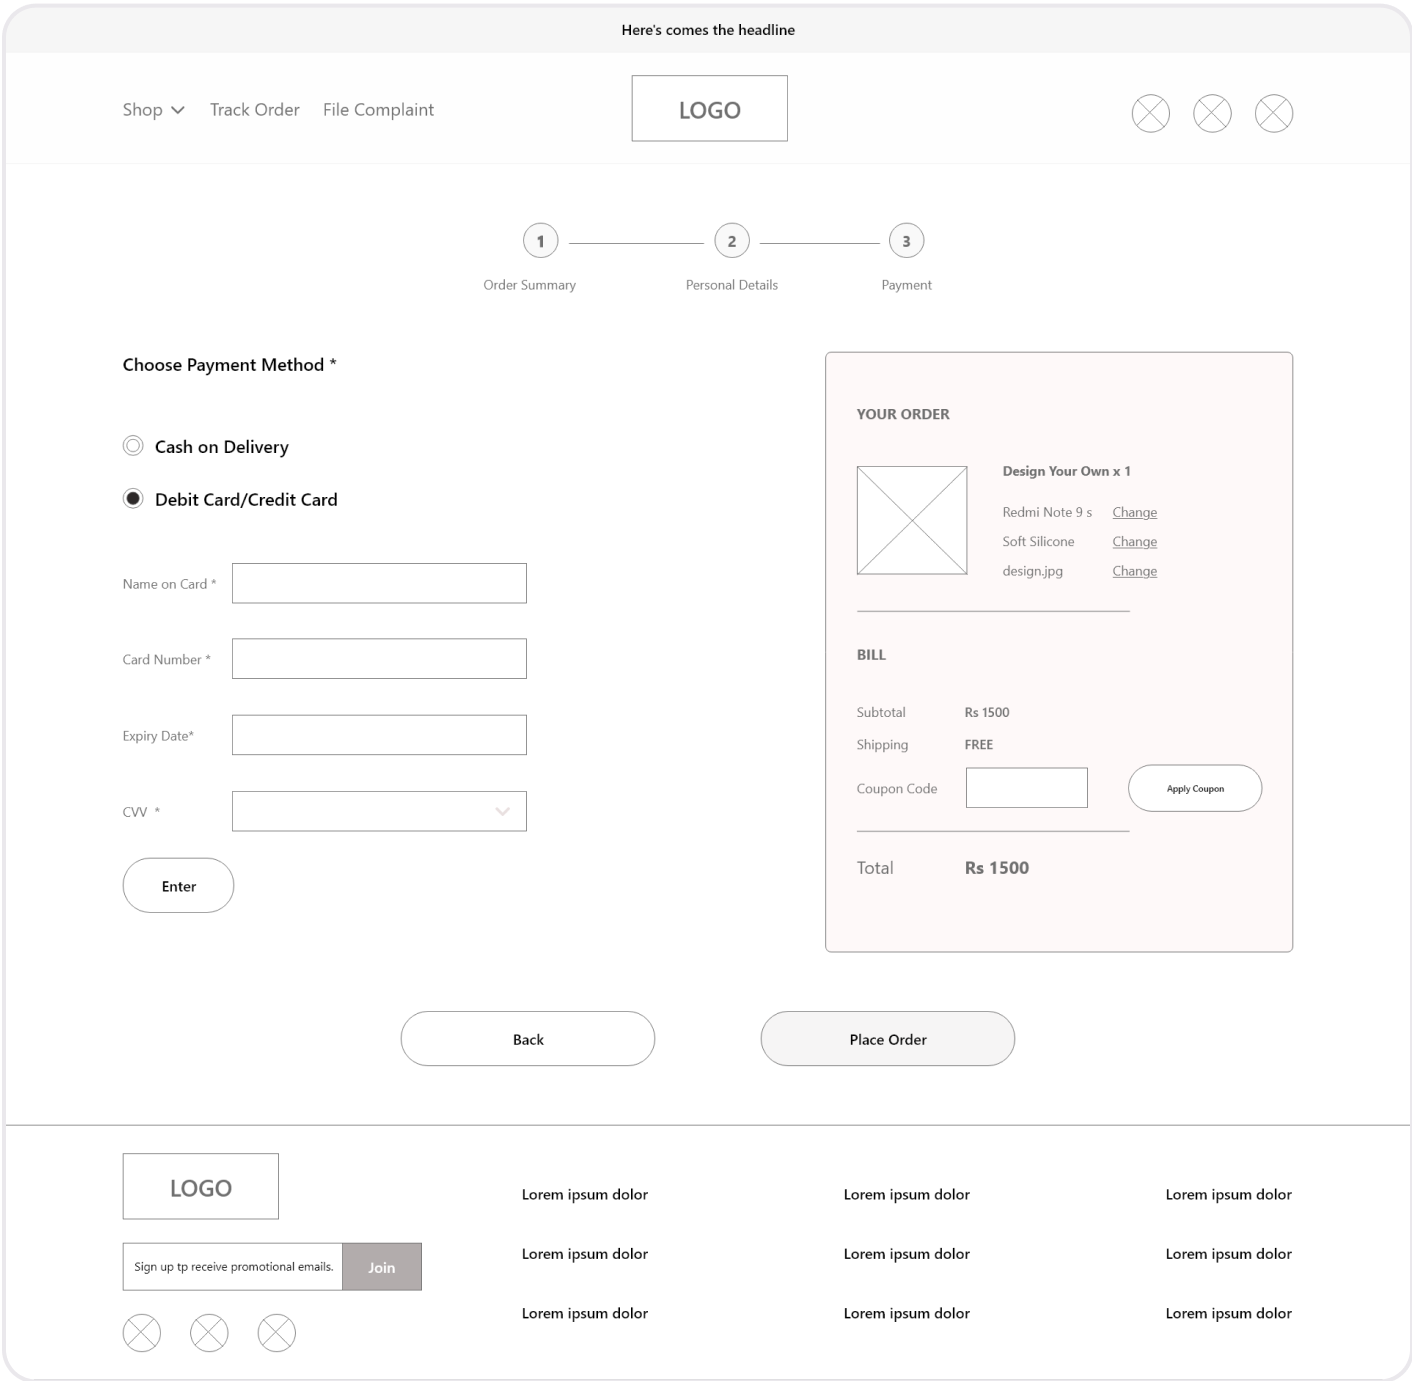 Here's comes the headline
Shop Track Order File Complaint
LOGO
1 2 3
Order Summary Personal Details Payment
Choose Payment Method *
Cash on Delivery
Debit Card/Credit Card
Name on Card *
Card Number *
Expiry Date*
CVV *
Enter
YOUR ORDER
Design Your Own x 1
Redmi Note 9 s Change
Soft Silicone Change
design.jpg Change
BILL
Subtotal Rs 1500
Shipping FREE
Coupon Code Apply Coupon
Total Rs 1500
Back Place Order
LOGO
Sign up tp receive promotional emails. Join
Lorem ipsum dolor Lorem ipsum dolor Lorem ipsum dolor
Lorem ipsum dolor Lorem ipsum dolor Lorem ipsum dolor
Lorem ipsum dolor Lorem ipsum dolor Lorem ipsum dolor